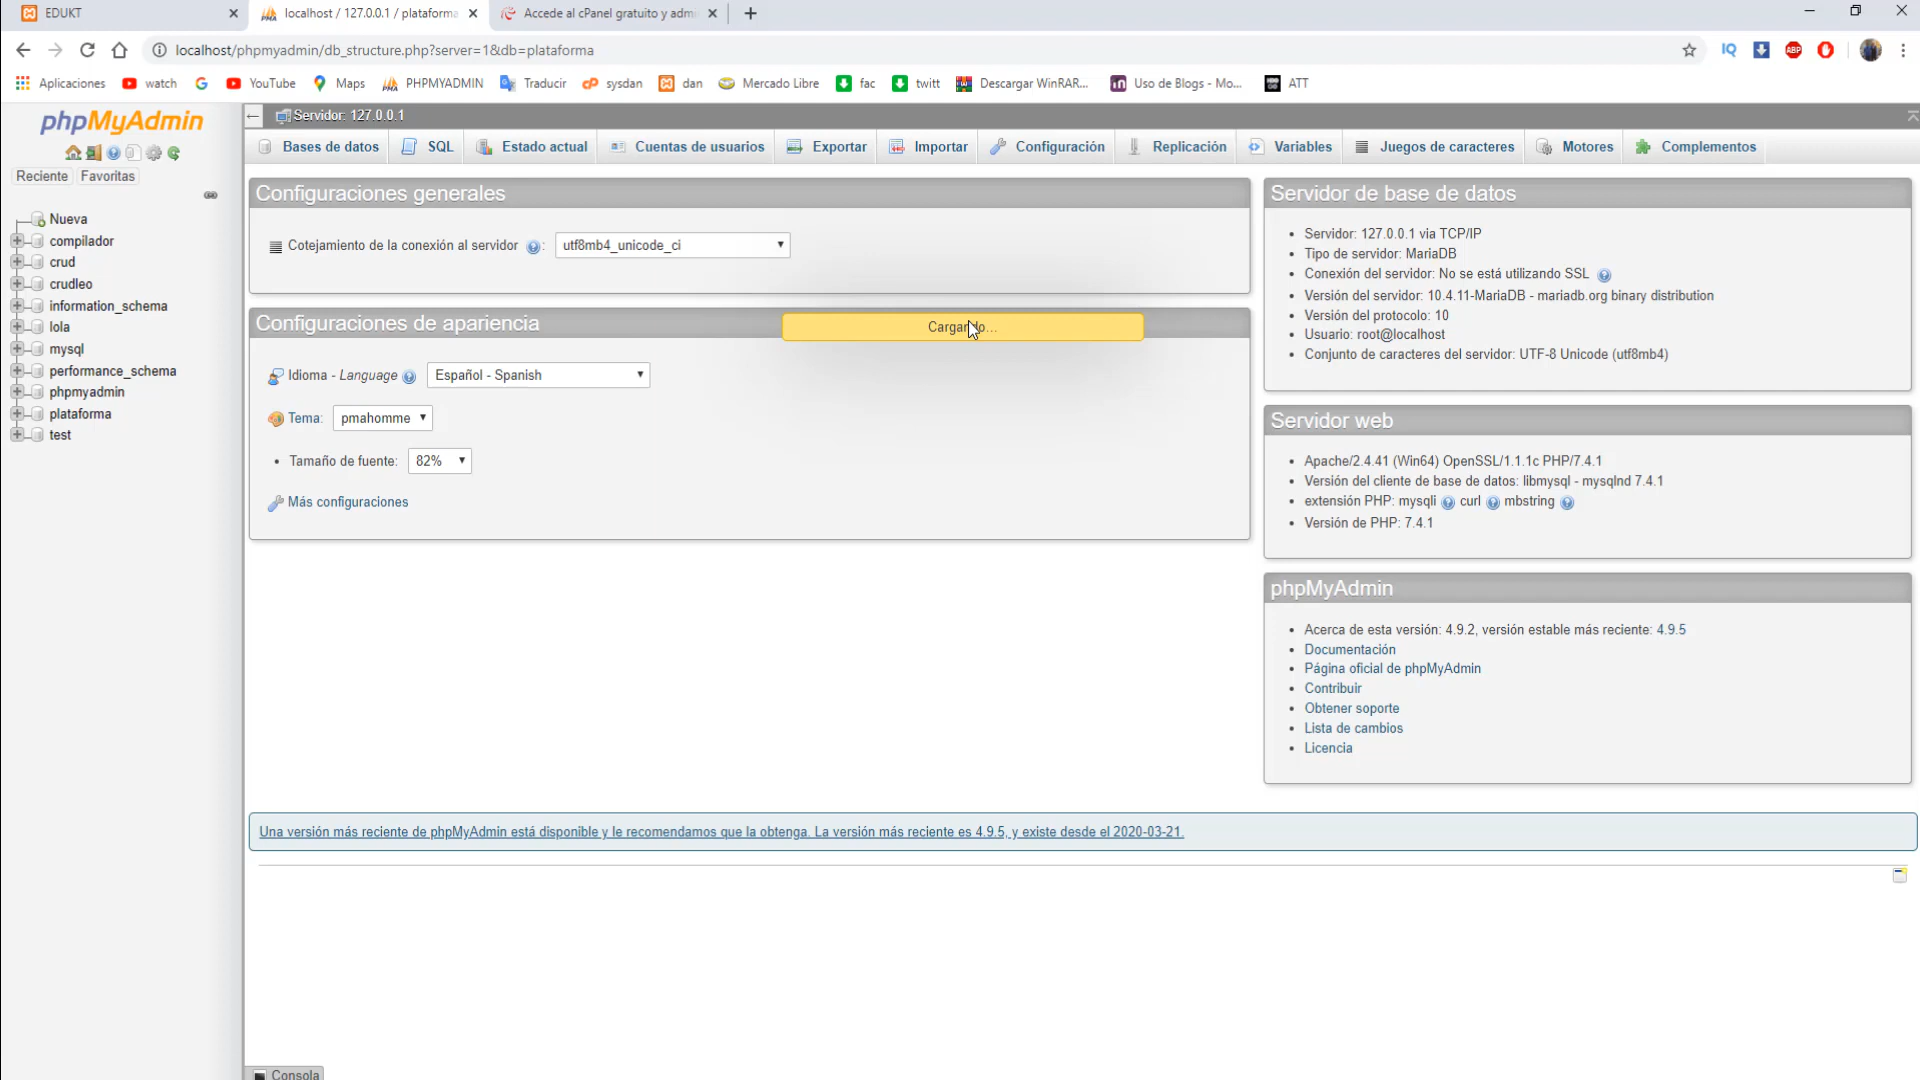 EDUKT
localhost / 127.0.0.1 / plataforma
Accede al cPanel gratuito y adm
localhost/phpmyadmin/db_structure.php?server=1&db=plataforma
IQ
ABP
Aplicaciones
watch
YouTube
Maps
PHPMYADMIN
Traducir
sysdan
dan
Mercado Libre
fac
twitt
Descargar WinRAR...
Uso de Blogs - Mo...
ATT
phpMyAdmin
Reciente
Favoritas
Nueva
compilador
crud
crudleo
information_schema
lola
mysql
performance_schema
phpmyadmin
plataforma
test
Servidor: 127.0.0.1
Bases de datos
SQL
Estado actual
Cuentas de usuarios
Exportar
Importar
Configuración
Replicación
Variables
Juegos de caracteres
Motores
Complementos
Configuraciones generales
Cotejamiento de la conexión al servidor :
utf8mb4_unicode_ci
Configuraciones de apariencia
Cargando...
Idioma - Language
Español - Spanish
Tema:
pmahomme
• Tamaño de fuente:
82%
Más configuraciones
Servidor de base de datos
• Servidor: 127.0.0.1 via TCP/IP
• Tipo de servidor: MariaDB
• Conexión del servidor: No se está utilizando SSL
• Versión del servidor: 10.4.11-MariaDB - mariadb.org binary distribution
• Versión del protocolo: 10
• Usuario: root@localhost
• Conjunto de caracteres del servidor: UTF-8 Unicode (utf8mb4)
Servidor web
• Apache/2.4.41 (Win64) OpenSSL/1.1.1c PHP/7.4.1
• Versión del cliente de base de datos: libmysql - mysqlnd 7.4.1
• extensión PHP: mysqli curl mbstring
• Versión de PHP: 7.4.1
phpMyAdmin
• Acerca de esta versión: 4.9.2, versión estable más reciente: 4.9.5
• Documentación
• Página oficial de phpMyAdmin
• Contribuir
• Obtener soporte
• Lista de cambios
• Licencia
Una versión más reciente de phpMyAdmin está disponible y le recomendamos que la obtenga. La versión más reciente es 4.9.5, y existe desde el 2020-03-21.
Consola